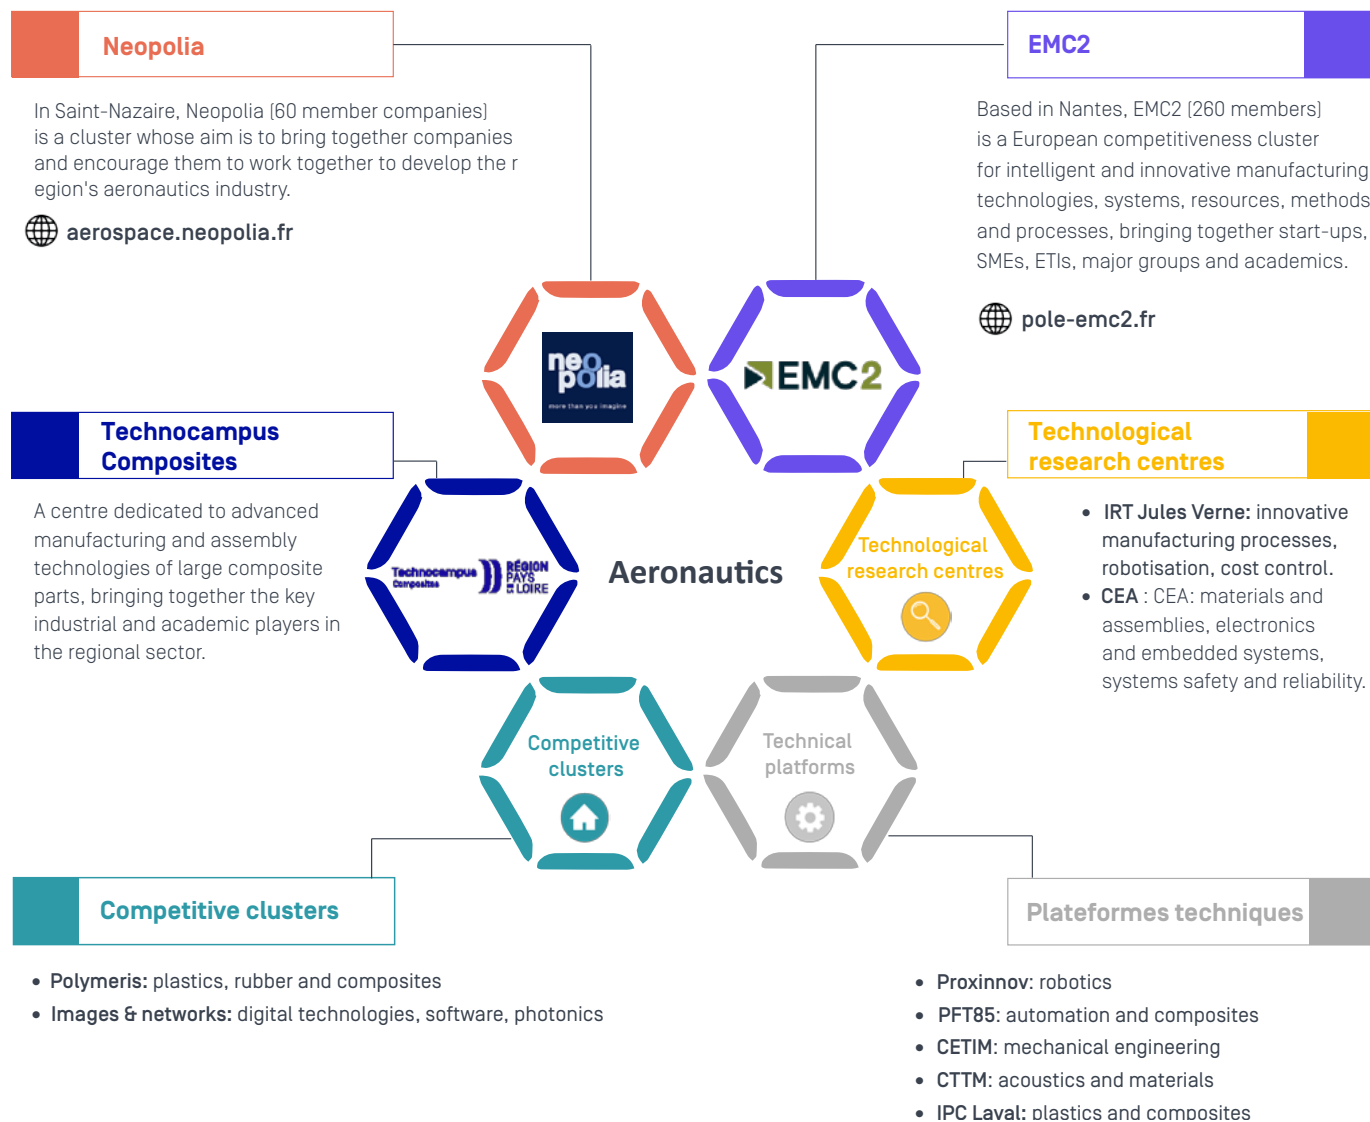 Neopolia
In Saint-Nazaire, Neopolia (60 member companies)
is a cluster whose aim is to bring together companies
and encourage them to work together to develop the r
egion's aeronautics industry.
aerospace.neopolia.fr
EMC2
Based in Nantes, EMC2 (260 members)
is a European competitiveness cluster
for intelligent and innovative manufacturing
technologies, systems, resources, methods
and processes, bringing together start-ups,
SMEs, ETIs, major groups and academics.
pole-emc2.fr
neo
polia
more than you imagine
EMC2
Technocampus
Composites
A centre dedicated to advanced
manufacturing and assembly
technologies of large composite
parts, bringing together the key
industrial and academic players in
the regional sector.
Technocampus
Composites
RÉGION
PAYS
DE LA LOIRE
Aeronautics
Technological
research centres
Technological
research centres
• IRT Jules Verne: innovative
manufacturing processes,
robotisation, cost control.
• CEA : CEA: materials and
assemblies, electronics
and embedded systems,
systems safety and reliability.
Competitive
clusters
Technical
platforms
Competitive clusters
• Polymeris: plastics, rubber and composites
• Images & networks: digital technologies, software, photonics
Plateformes techniques
• Proxinnov: robotics
• PFT85: automation and composites
• CETIM: mechanical engineering
• CTTM: acoustics and materials
• IPC Laval: plastics and composites